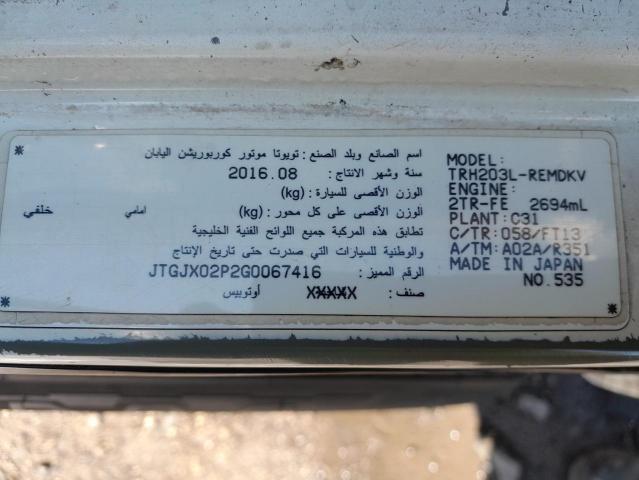 اسم الصانع وبلد الصنع : تويوتا موتور كوربوريشن اليابان
سنة وشهر الانتاج : 2016.08
الوزن الأقصى للسيارة : (kg)
الوزن الأقصى على كل محور : (kg) امامي خلفي
تطابق هذه المركبة جميع اللوائح الفنية الخليجية
والوطنية للسيارات التي صدرت حتى تاريخ الإنتاج
الرقم المميز : JTGJX02P2G0067416
صنف : XXXXX أوتوبيس
MODEL:
TRH203L-REMDKV
ENGINE:
2TR-FE 2694mL
PLANT:C31
C/TR:058/FT13
A/TM:A02A/R351
MADE IN JAPAN
NO.535